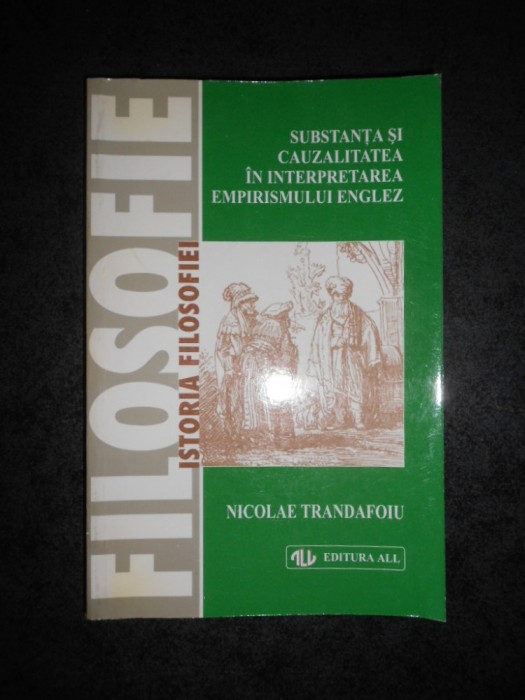 FILOSOFIE
ISTORIA FILOSOFIEI
SUBSTANȚA ȘI
CAUZALITATEA
ÎN INTERPRETAREA
EMPIRISMULUI ENGLEZ
NICOLAE TRANDAFOIU
ALL EDITURA ALL